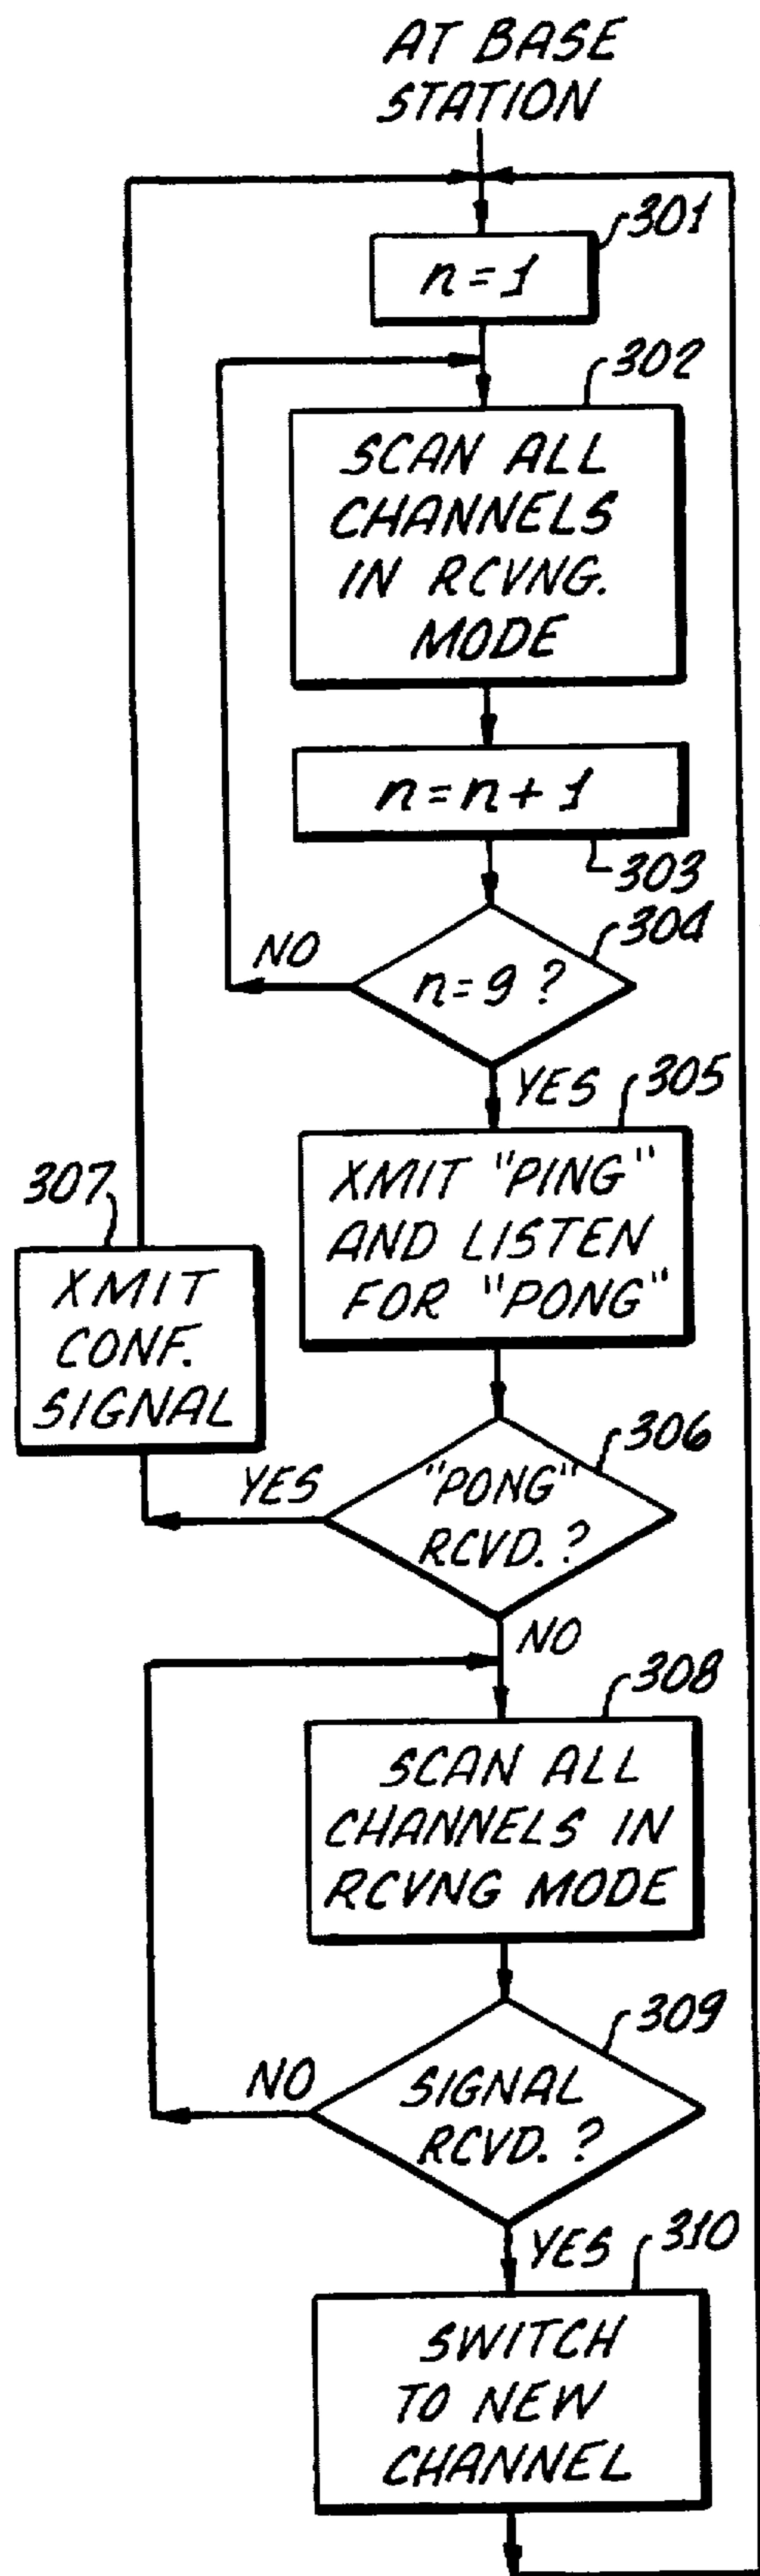 AT BASE
STATION
301
n=1
302
SCAN ALL
CHANNELS
IN RCVNG.
MODE
n=n+1
303
304
NO
n=9?
YES
305
XMIT "PING"
AND LISTEN
FOR "PONG"
307
XMIT
CONF.
SIGNAL
306
YES
"PONG"
RCVD.?
NO
308
SCAN ALL
CHANNELS IN
RCVNG MODE
309
NO
SIGNAL
RCVD.?
YES
310
SWITCH
TO NEW
CHANNEL